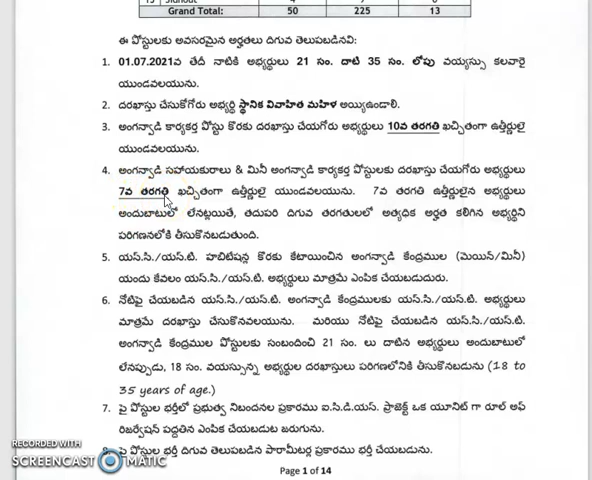 Grand Total: 50 225 13
ఈ పోస్టులకు అవసరమైన అర్హతలు దిగువ తెలుపబడినవి:
1. 01.07.2021వ తేదీ నాటికి అభ్యర్థులు 21 సం. దాటి 35 సం. లోపు వయస్సు కలవారై
యుండవలయును.
2. దరఖాస్తు చేసుకోగోరు అభ్యర్థి స్థానిక వివాహిత మహిళ అయ్యిఉండాలి.
3. అంగన్వాడి కార్యకర్త పోస్టు కొరకు దరఖాస్తు చేయగోరు అభ్యర్థులు 10వ తరగతి ఖచ్చితంగా ఉత్తీర్ణులై
యుండవలయును.
4. అంగన్వాడి సహాయకురాలు & మినీ అంగన్వాడి కార్యకర్త పోస్టులకు దరఖాస్తు చేయగోరు అభ్యర్థులు
7వ తరగతి ఖచ్చితంగా ఉత్తీర్ణులై యుండవలయును. 7వ తరగతి ఉత్తీర్ణులైన అభ్యర్థులు
అందుబాటులో లేనట్లయితే, తదుపరి దిగువ తరగతులలో అత్యధిక అర్హత కలిగిన అభ్యర్థిని
పరిగణనలోకి తీసుకొనబడుతుంది.
5. యస్.సి./యస్.టి. హబిటేషన్ల కొరకు కేటాయించిన అంగన్వాడి కేంద్రముల (మెయిన్/మినీ)
యందు కేవలం యస్.సి./యస్.టి. అభ్యర్థులు మాత్రమే ఎంపిక చేయబడుదురు.
6. నోటిఫై చేయబడిన యస్.సి./యస్.టి. అంగన్వాడి కేంద్రములకు యస్.సి./యస్.టి. అభ్యర్థులు
మాత్రమే దరఖాస్తు చేసుకొనవలయును. మరియు నోటిఫై చేయబడిన యస్.సి./యస్.టి.
అంగన్వాడి కేంద్రముల పోస్టులకు సంబందించి 21 సం. లు దాటిన అభ్యర్థులు అందుబాటులో
లేనప్పుడు, 18 సం. వయస్సున్న అభ్యర్థుల దరఖాస్తులు పరిగణలోనికి తీసుకొనబడును (18 to
35 years of age.)
7. పై పోస్టుల భర్తీలో ప్రభుత్వ నిబందనల ప్రకారము ఐ.సి.డి.యస్. ప్రాజెక్ట్ ఒక యూనిట్ గా రూల్ ఆఫ్
రిజర్వేషన్ పద్దతిన ఎంపిక చేయబడుట జరుగును.
8. పై పోస్టుల భర్తీ దిగువ తెలుపబడిన పారామీటర్ల ప్రకారము భర్తీ చేయబడును.
RECORDED WITH
SCREENCAST MATIC
Page 1 of 14